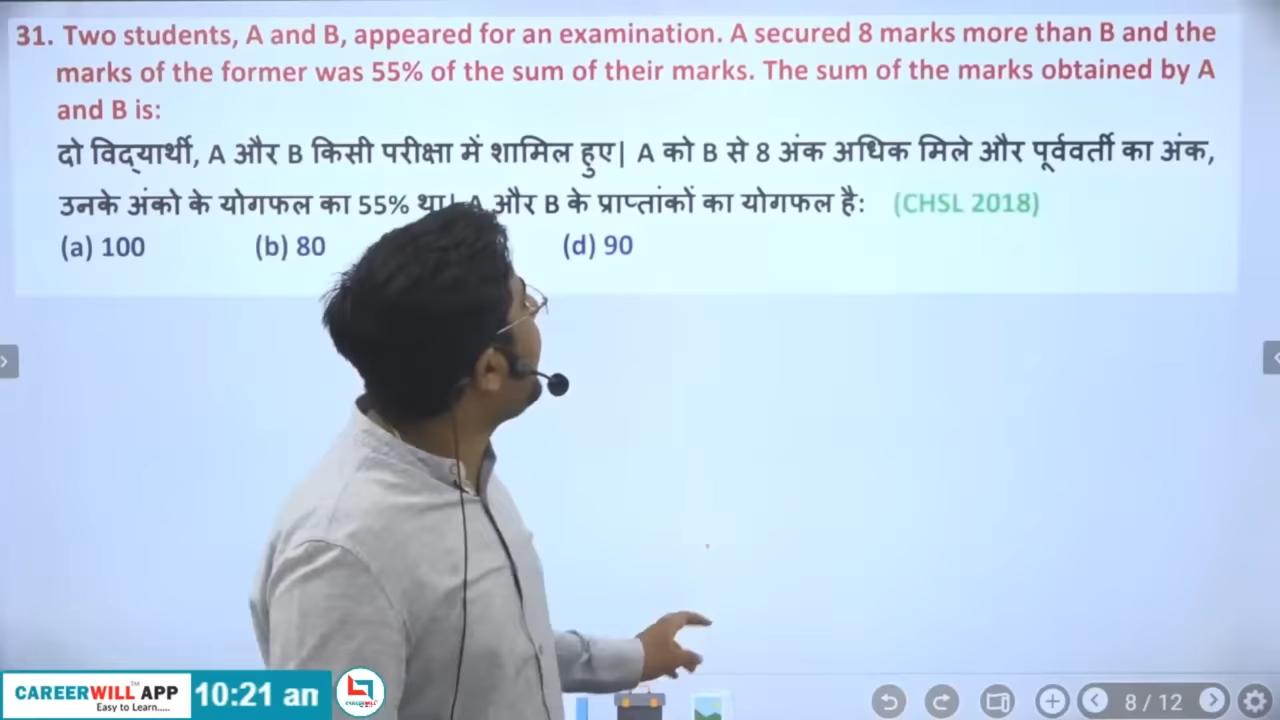 31. Two students, A and B, appeared for an examination. A secured 8 marks more than B and the
marks of the former was 55% of the sum of their marks. The sum of the marks obtained by A
and B is:
दो विद्यार्थी, A और B किसी परीक्षा में शामिल हुए| A को B से 8 अंक अधिक मिले और पूर्ववर्ती का अंक,
उनके अंको के योगफल का 55% था| A और B के प्राप्तांकों का योगफल है: (CHSL 2018)
(a) 100 (b) 80 (d) 90
CAREERWILL™ APP
Easy to Learn.....
10:21 an
CAREERWILL
8 / 12